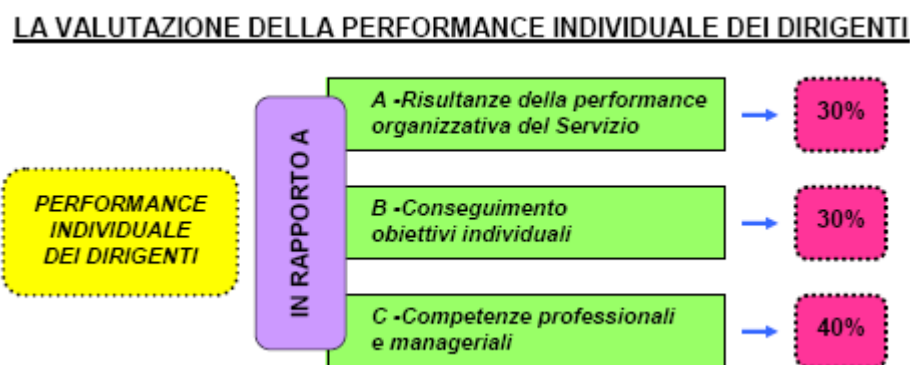 LA VALUTAZIONE DELLA PERFORMANCE INDIVIDUALE DEI DIRIGENTI
PERFORMANCE
INDIVIDUALE
DEI DIRIGENTI
IN RAPPORTO A
A -Risultanze della performance
organizzativa del Servizio
30%
B -Conseguimento
obiettivi individuali
30%
C -Competenze professionali
e manageriali
40%